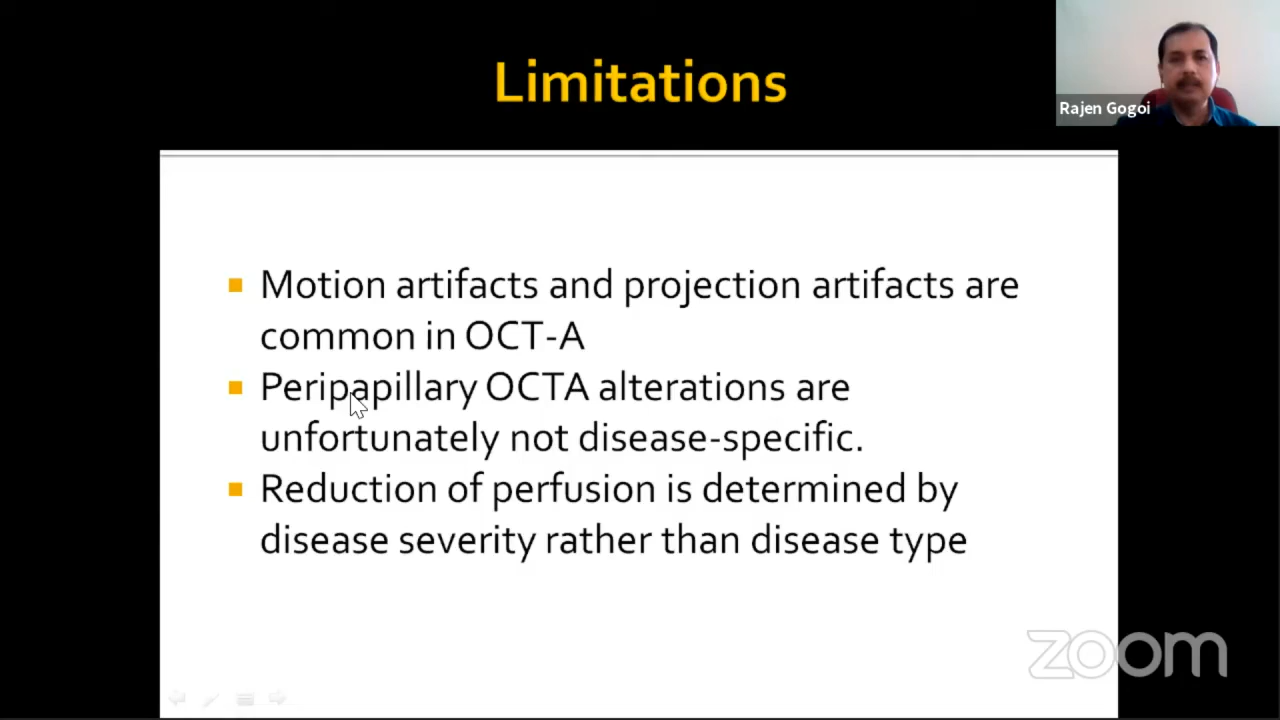 Limitations
Rajen Gogoi
Motion artifacts and projection artifacts are
common in OCT-A
Peripapillary OCTA alterations are
unfortunately not disease-specific.
Reduction of perfusion is determined by
disease severity rather than disease type
zoom